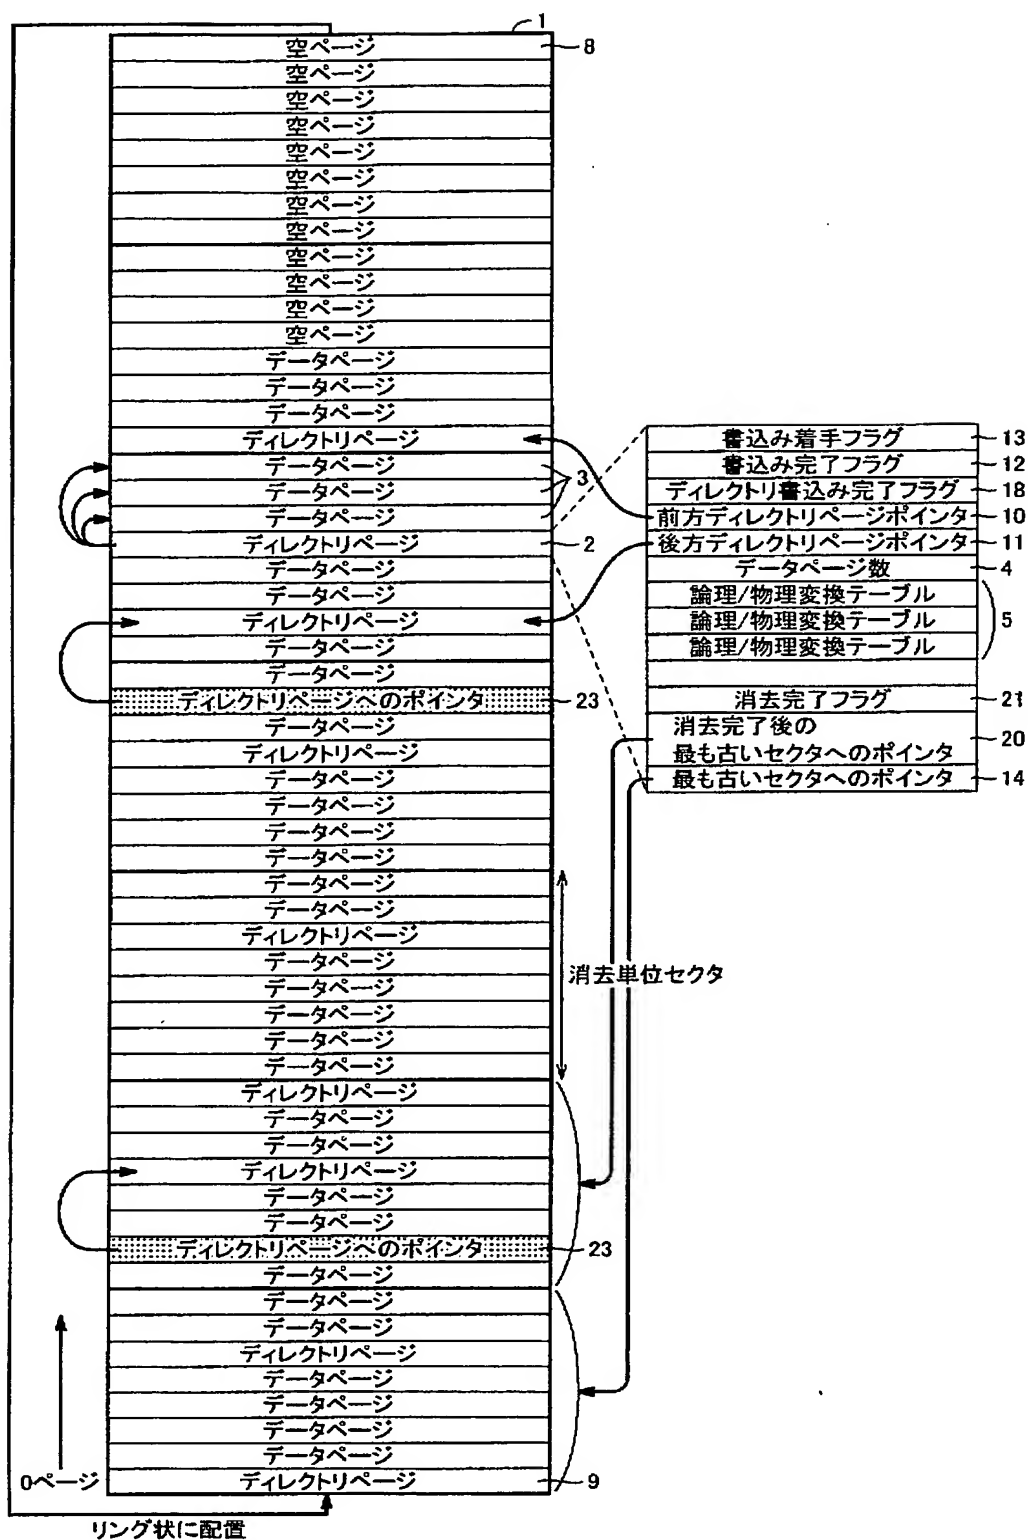 1
空ページ 8
空ページ
空ページ
空ページ
空ページ
空ページ
空ページ
空ページ
空ページ
空ページ
空ページ
空ページ
データページ
データページ
データページ
ディレクトリページ
データページ
データページ 3
データページ
ディレクトリページ 2
データページ
データページ
ディレクトリページ
データページ
データページ
ディレクトリページへのポインタ 23
データページ
ディレクトリページ
データページ
データページ
データページ
データページ
データページ
データページ
ディレクトリページ
データページ
データページ
データページ
データページ
データページ
ディレクトリページ
データページ
データページ
ディレクトリページ
データページ
データページ
ディレクトリページへのポインタ 23
データページ
データページ
データページ
ディレクトリページ
データページ
データページ
データページ
データページ
0ページ ディレクトリページ 9
リング状に配置
消去単位セクタ
書込み着手フラグ 13
書込み完了フラグ 12
ディレクトリ書込み完了フラグ 18
前方ディレクトリページポインタ 10
後方ディレクトリページポインタ 11
データページ数 4
論理/物理変換テーブル
論理/物理変換テーブル 5
論理/物理変換テーブル
消去完了フラグ 21
消去完了後の
最も古いセクタへのポインタ 20
最も古いセクタへのポインタ 14